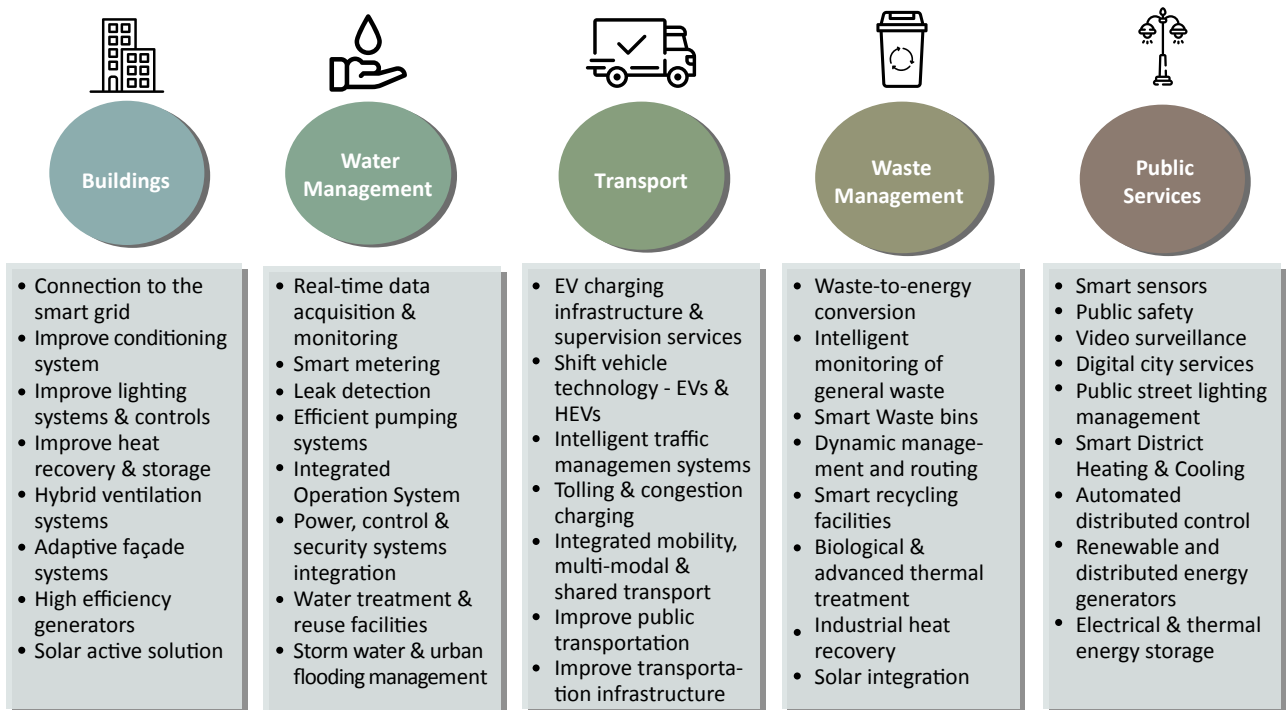 Buildings
Water
Management
Transport
Waste
Management
Public
Services
• Connection to the
smart grid
• Improve conditioning
system
• Improve lighting
systems & controls
• Improve heat
recovery & storage
• Hybrid ventilation
systems
• Adaptive façade
systems
• High efficiency
generators
• Solar active solution
• Real-time data
acquisition &
monitoring
• Smart metering
• Leak detection
• Efficient pumping
systems
• Integrated
Operation System
• Power, control &
security systems
integration
• Water treatment &
reuse facilities
• Storm water & urban
flooding management
• EV charging
infrastructure &
supervision services
• Shift vehicle
technology - EVs &
HEVs
• Intelligent traffic
managemen systems
• Tolling & congestion
charging
• Integrated mobility,
multi-modal &
shared transport
• Improve public
transportation
• Improve transporta-
tion infrastructure
• Waste-to-energy
conversion
• Intelligent
monitoring of
general waste
• Smart Waste bins
• Dynamic manage-
ment and routing
• Smart recycling
facilities
• Biological &
advanced thermal
treatment
• Industrial heat
recovery
• Solar integration
• Smart sensors
• Public safety
• Video surveillance
• Digital city services
• Public street lighting
management
• Smart District
Heating & Cooling
• Automated
distributed control
• Renewable and
distributed energy
generators
• Electrical & thermal
energy storage